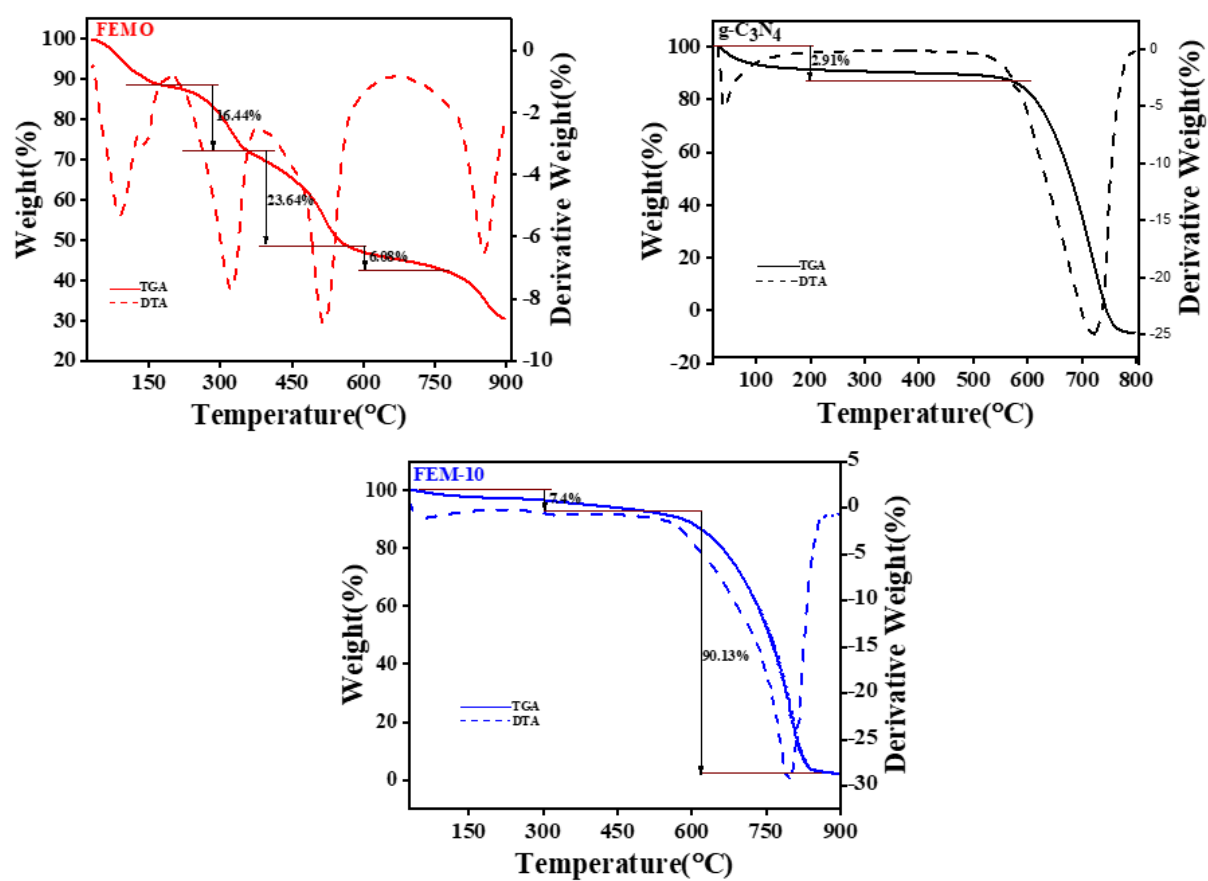 FEMO
100
90
80
70
60
50
40
30
20
Weight(%)
16.44%
23.64%
6.08%
TGA
DTA
0
-2
-4
-6
-8
-10
Derivative Weight(%)
150 300 450 600 750 900
Temperature(°C)
g-C3N4
100
80
60
40
20
0
-20
Weight(%)
2.91%
TGA
DTA
0
-5
-10
-15
-20
-25
Derivative Weight(%)
100 200 300 400 500 600 700 800
Temperature(°C)
FEM-10
100
80
60
40
20
0
Weight(%)
7.4%
90.13%
TGA
DTA
5
0
-5
-10
-15
-20
-25
-30
Derivative Weight(%)
150 300 450 600 750 900
Temperature(°C)